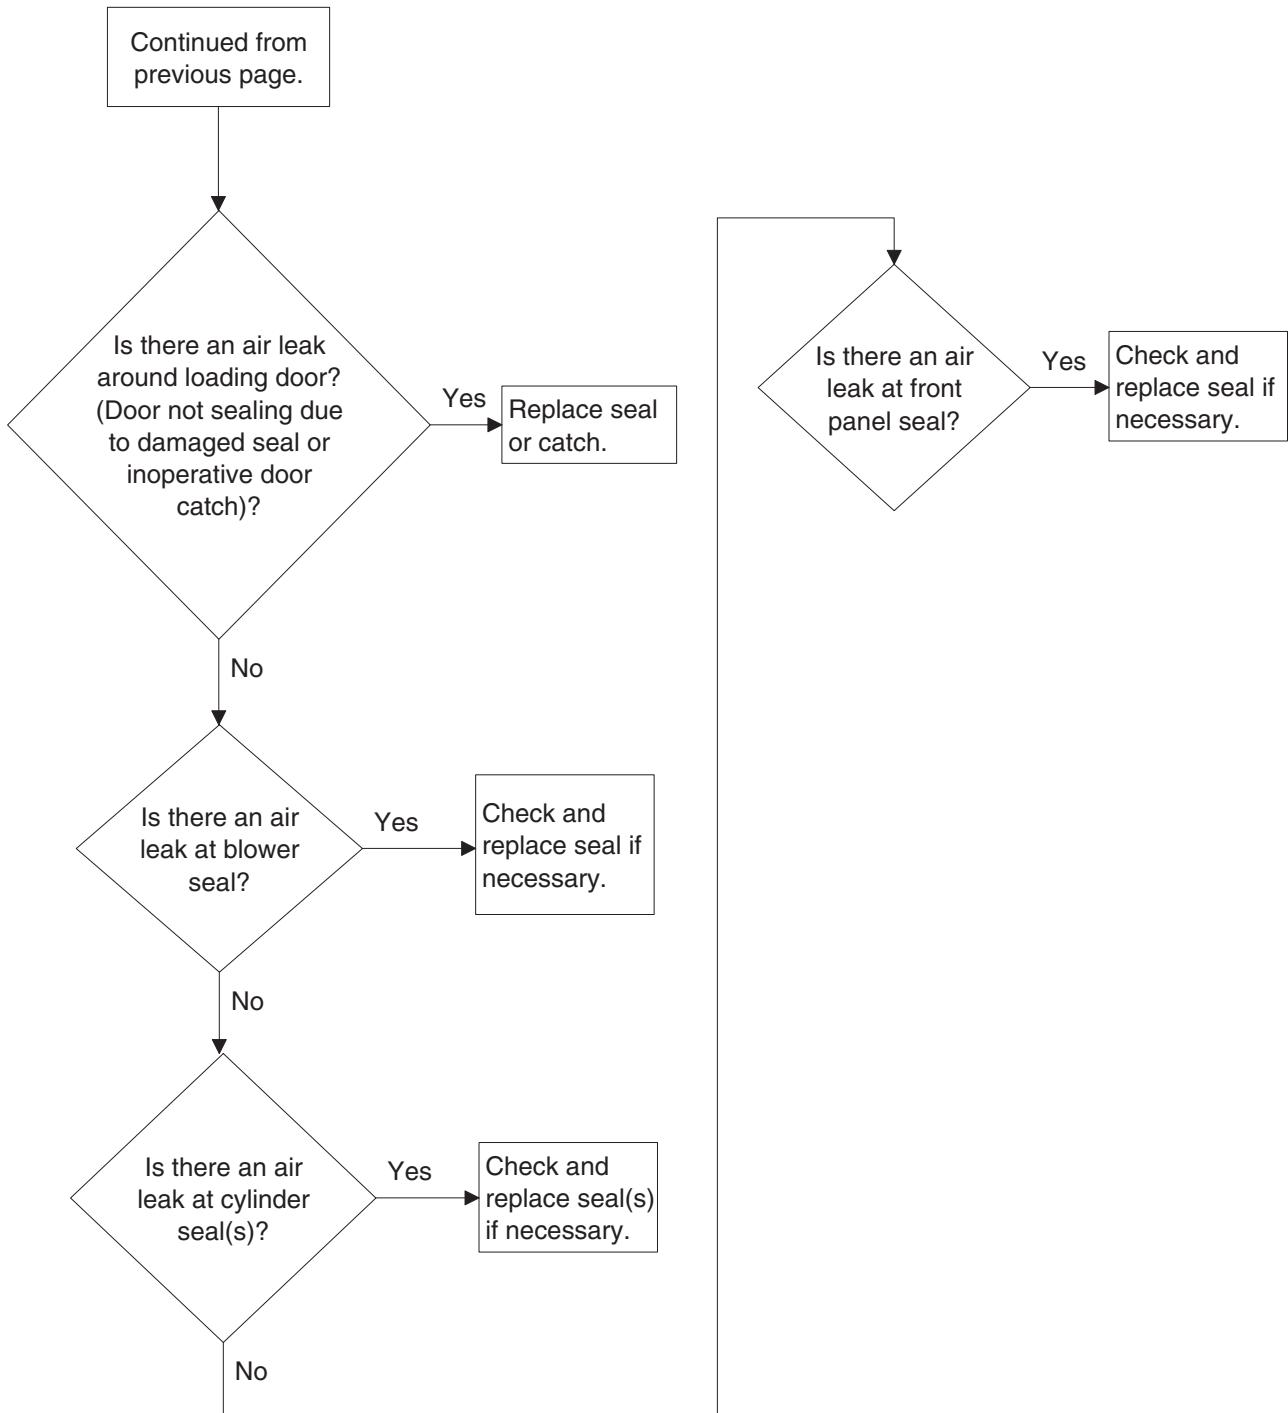 Continued from
previous page.
Is there an air leak
around loading door?
(Door not sealing due
to damaged seal or
inoperative door
catch)?
Yes
Replace seal
or catch.
No
Is there an air
leak at blower
seal?
Yes
Check and
replace seal if
necessary.
No
Is there an air
leak at cylinder
seal(s)?
Yes
Check and
replace seal(s)
if necessary.
No
Is there an air
leak at front
panel seal?
Yes
Check and
replace seal if
necessary.